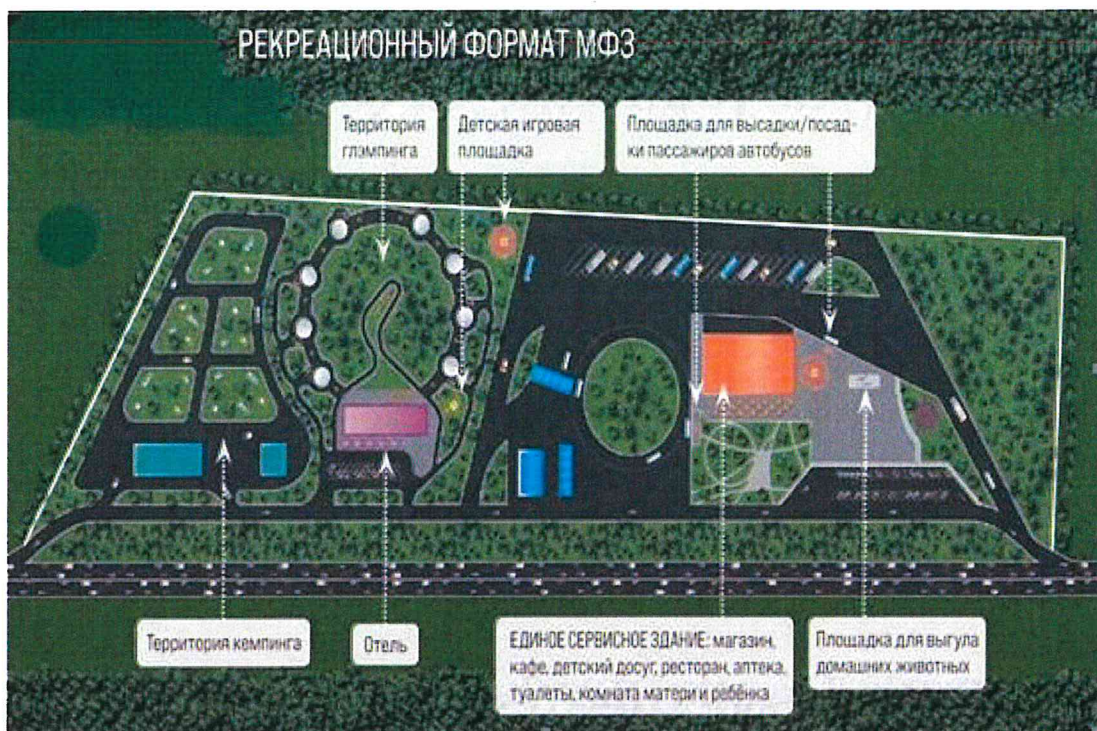 РЕКРЕАЦИОННЫЙ ФОРМАТ МФЗ
Территория
глэмпинга
Детская игровая
площадка
Площадка для высадки/посад-
ки пассажиров автобусов
Территория кемпинга
Отель
ЕДИНОЕ СЕРВИСНОЕ ЗДАНИЕ: магазин,
кафе, детский досуг, ресторан, аптека,
туалеты, комната матери и ребёнка
Площадка для выгула
домашних животных